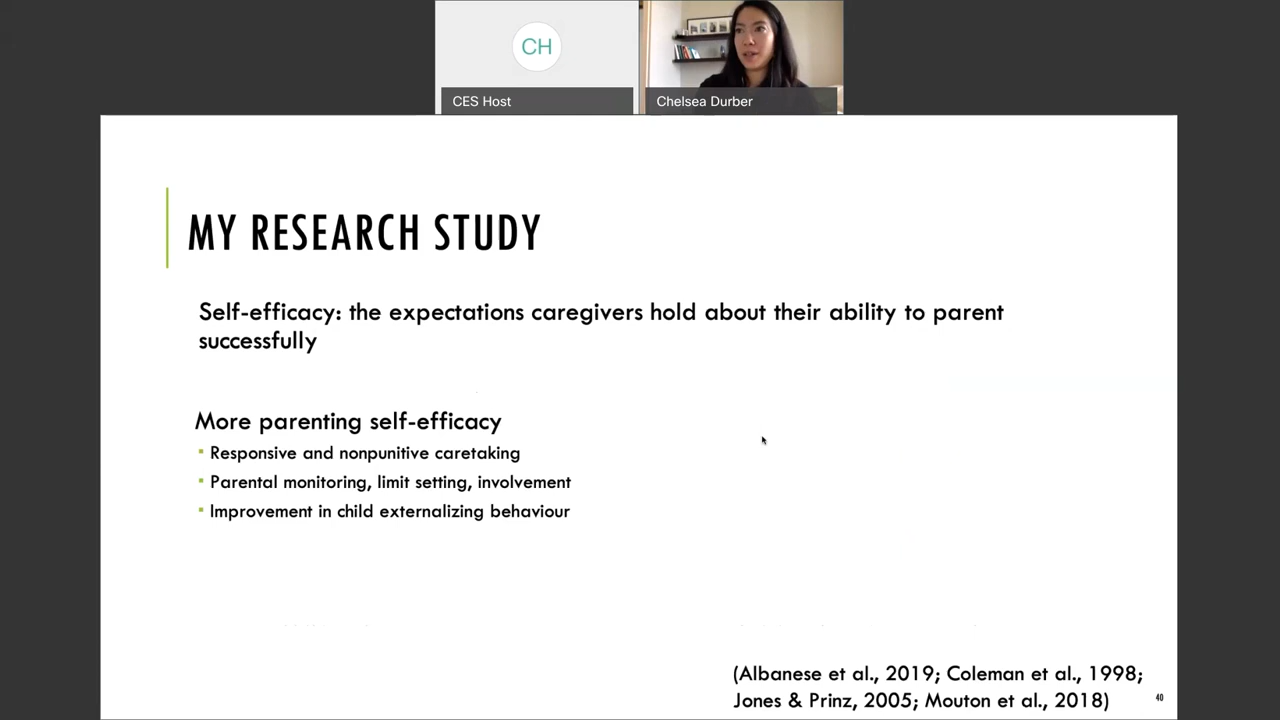 CH
CES Host
Chelsea Durber
MY RESEARCH STUDY
Self-efficacy: the expectations caregivers hold about their ability to parent
successfully
More parenting self-efficacy
▪ Responsive and nonpunitive caretaking
▪ Parental monitoring, limit setting, involvement
▪ Improvement in child externalizing behaviour
(Albanese et al., 2019; Coleman et al., 1998;
Jones & Prinz, 2005; Mouton et al., 2018)
40